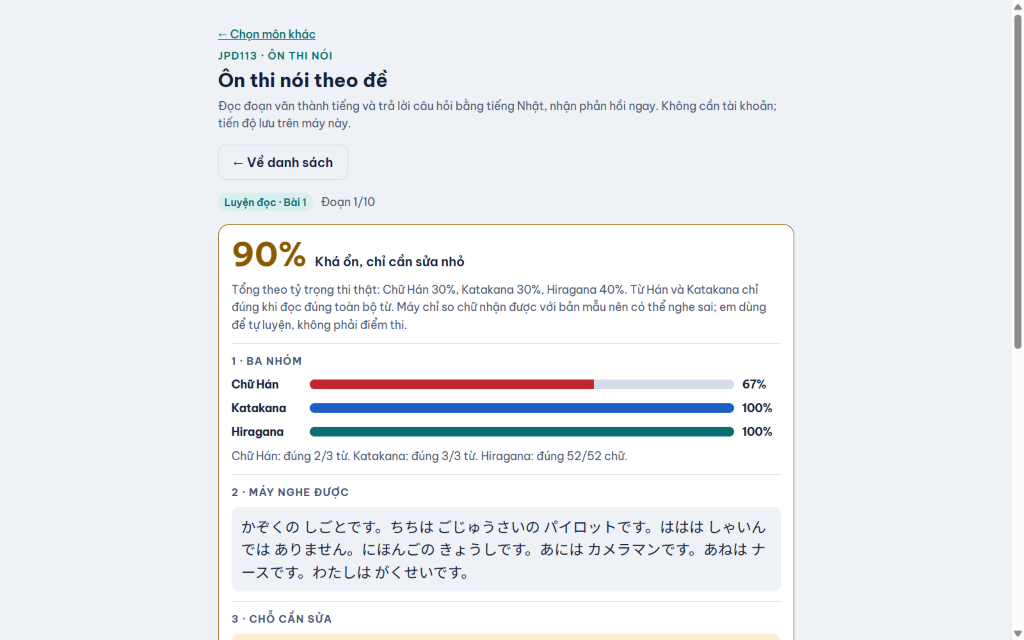 ← Chọn môn khác
JPD113 · ÔN THI NÓI
Ôn thi nói theo đề
Đọc đoạn văn thành tiếng và trả lời câu hỏi bằng tiếng Nhật, nhận phản hồi ngay. Không cần tài khoản;
tiến độ lưu trên máy này.
← Về danh sách
Luyện đọc · Bài 1 Đoạn 1/10
90% Khá ổn, chỉ cần sửa nhỏ
Tổng theo tỷ trọng thi thật: Chữ Hán 30%, Katakana 30%, Hiragana 40%. Từ Hán và Katakana chỉ
đúng khi đọc đúng toàn bộ từ. Máy chỉ so chữ nhận được với bản mẫu nên có thể nghe sai; em dùng
để tự luyện, không phải điểm thi.
1 · BA NHÓM
Chữ Hán 67%
Katakana 100%
Hiragana 100%
Chữ Hán: đúng 2/3 từ. Katakana: đúng 3/3 từ. Hiragana: đúng 52/52 chữ.
2 · MÁY NGHE ĐƯỢC
かぞくの しごとです。ちちは ごじゅうさいの パイロットです。ははは しゃいん
では ありません。にほんごの きょうしです。あには カメラマンです。あねは ナ
ースです。わたしは がくせいです。
3 · CHỖ CẦN SỬA